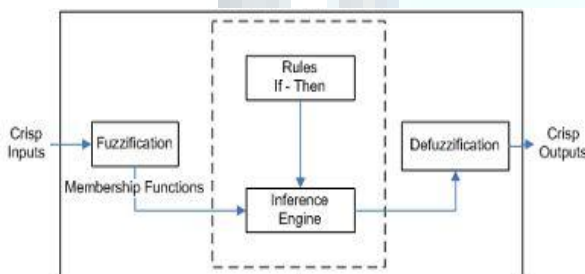 Rules
If - Then
Crisp
Inputs
Fuzzification
Defuzzification
Crisp
Outputs
Membership Functions
Inference
Engine